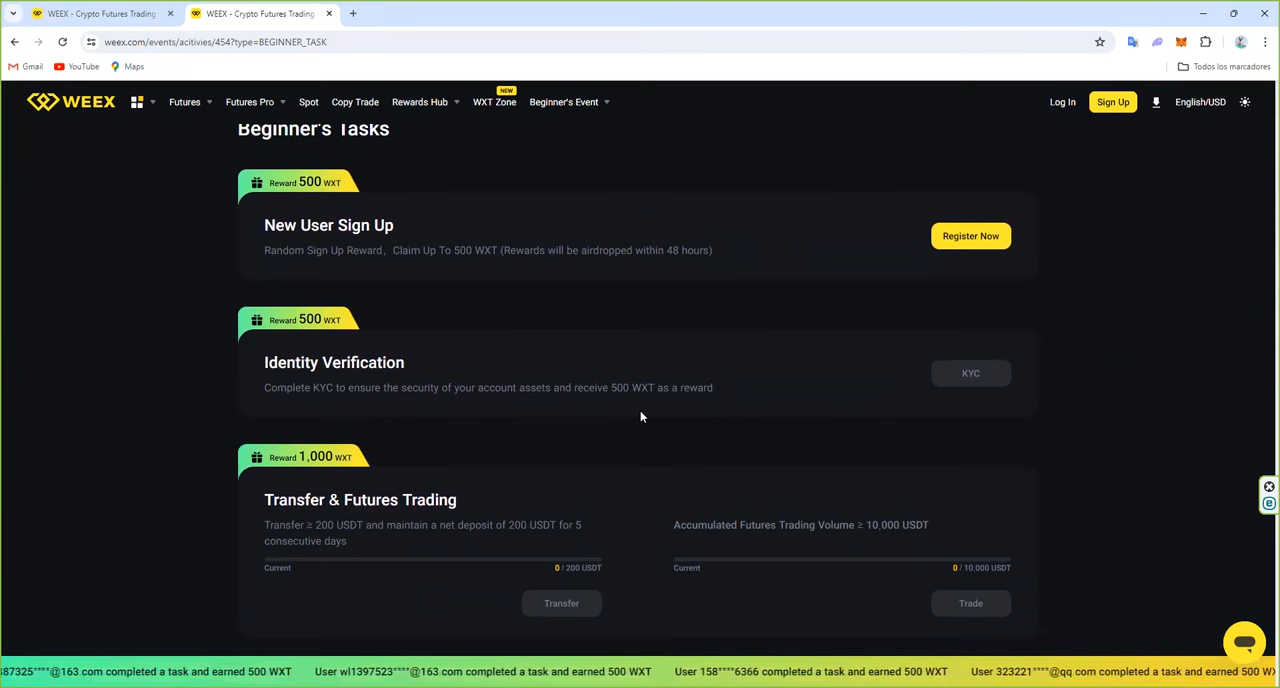 WEEX - Crypto Futures Trading
WEEX - Crypto Futures Trading
weex.com/events/acitivies/454?type=BEGINNER_TASK
Gmail
YouTube
Maps
Todos los marcadores
WEEX
Futures
Futures Pro
Spot
Copy Trade
Rewards Hub
NEW
WXT Zone
Beginner's Event
Log In
Sign Up
English/USD
Beginner's Tasks
Reward 500 WXT
New User Sign Up
Random Sign Up Reward, Claim Up To 500 WXT (Rewards will be airdropped within 48 hours)
Register Now
Reward 500 WXT
Identity Verification
Complete KYC to ensure the security of your account assets and receive 500 WXT as a reward
KYC
Reward 1,000 WXT
Transfer & Futures Trading
Transfer ≥ 200 USDT and maintain a net deposit of 200 USDT for 5
consecutive days
Current
0 / 200 USDT
Transfer
Accumulated Futures Trading Volume ≥ 10,000 USDT
Current
0 / 10,000 USDT
Trade
87325****@163.com completed a task and earned 500 WXT
User wl1397523****@163.com completed a task and earned 500 WXT
User 158****6366 completed a task and earned 500 WXT
User 323221****@qq.com completed a task and earned 500